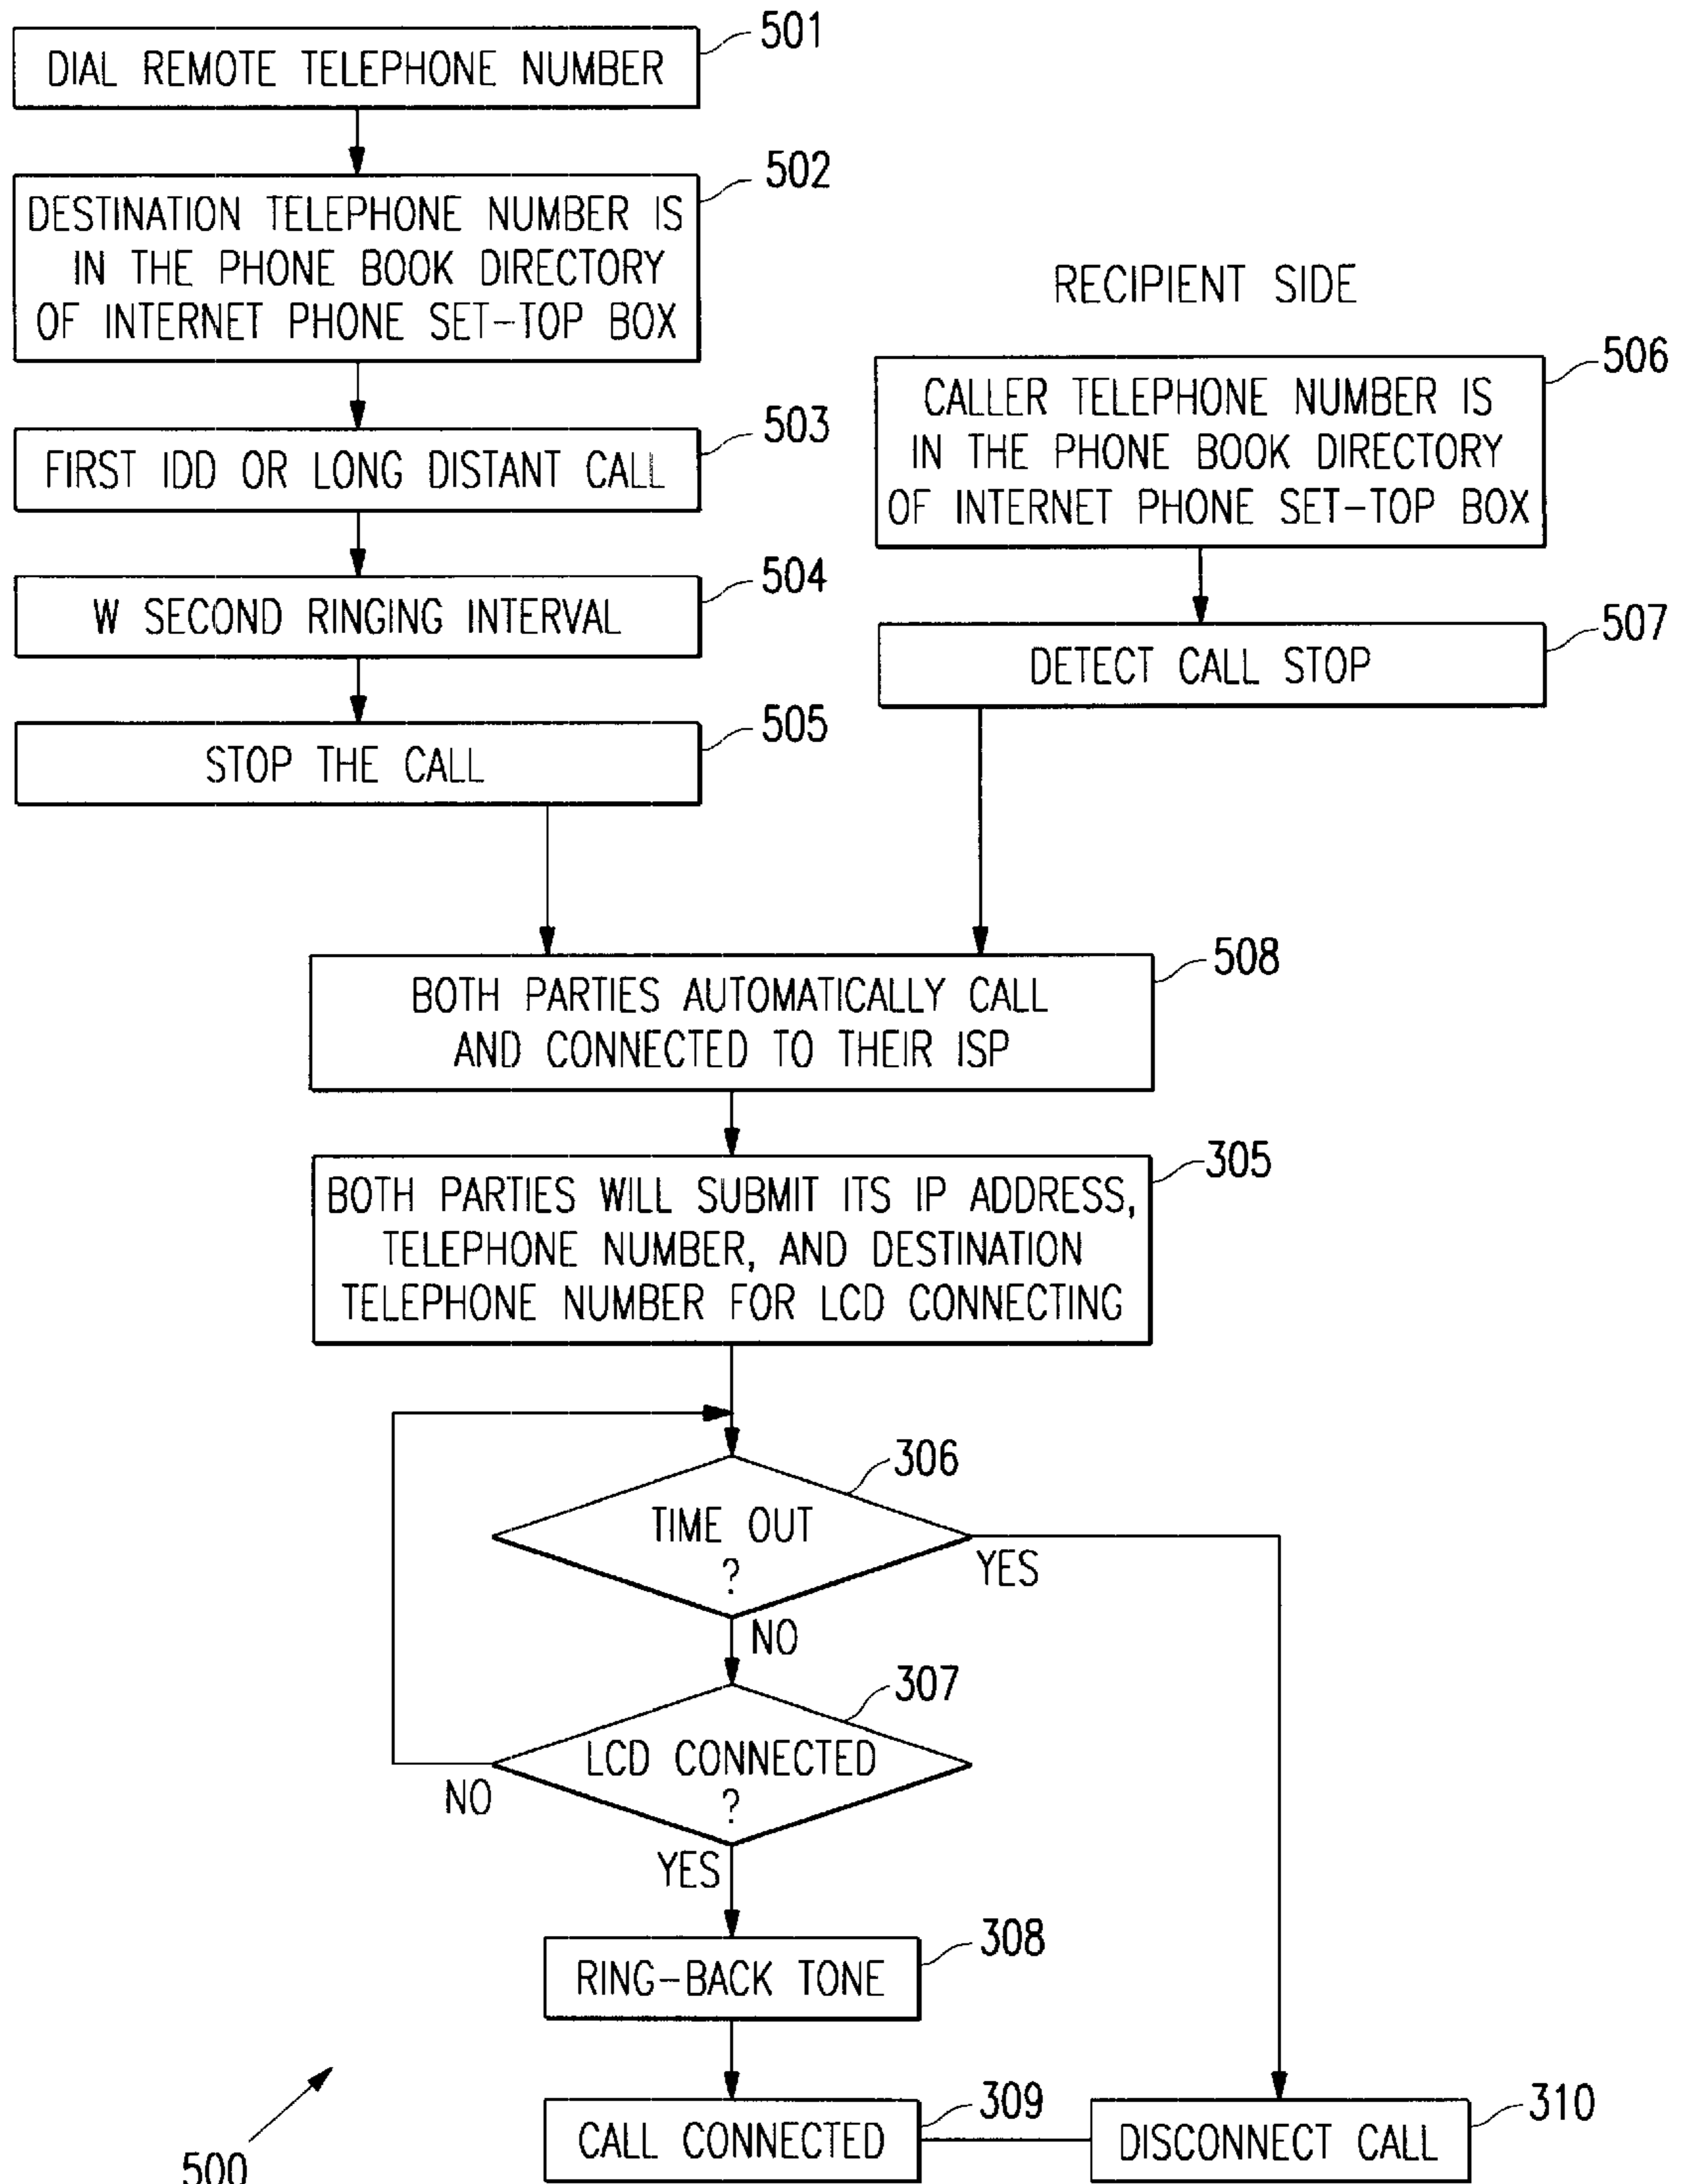 501
DIAL REMOTE TELEPHONE NUMBER
502
DESTINATION TELEPHONE NUMBER IS
IN THE PHONE BOOK DIRECTORY
OF INTERNET PHONE SET-TOP BOX
503
FIRST IDD OR LONG DISTANT CALL
504
W SECOND RINGING INTERVAL
505
STOP THE CALL
RECIPIENT SIDE
506
CALLER TELEPHONE NUMBER IS
IN THE PHONE BOOK DIRECTORY
OF INTERNET PHONE SET-TOP BOX
507
DETECT CALL STOP
508
BOTH PARTIES AUTOMATICALLY CALL
AND CONNECTED TO THEIR ISP
305
BOTH PARTIES WILL SUBMIT ITS IP ADDRESS,
TELEPHONE NUMBER, AND DESTINATION
TELEPHONE NUMBER FOR LCD CONNECTING
306
TIME OUT
?
YES
NO
307
LCD CONNECTED
?
NO
YES
308
RING-BACK TONE
309
CALL CONNECTED
310
DISCONNECT CALL
500